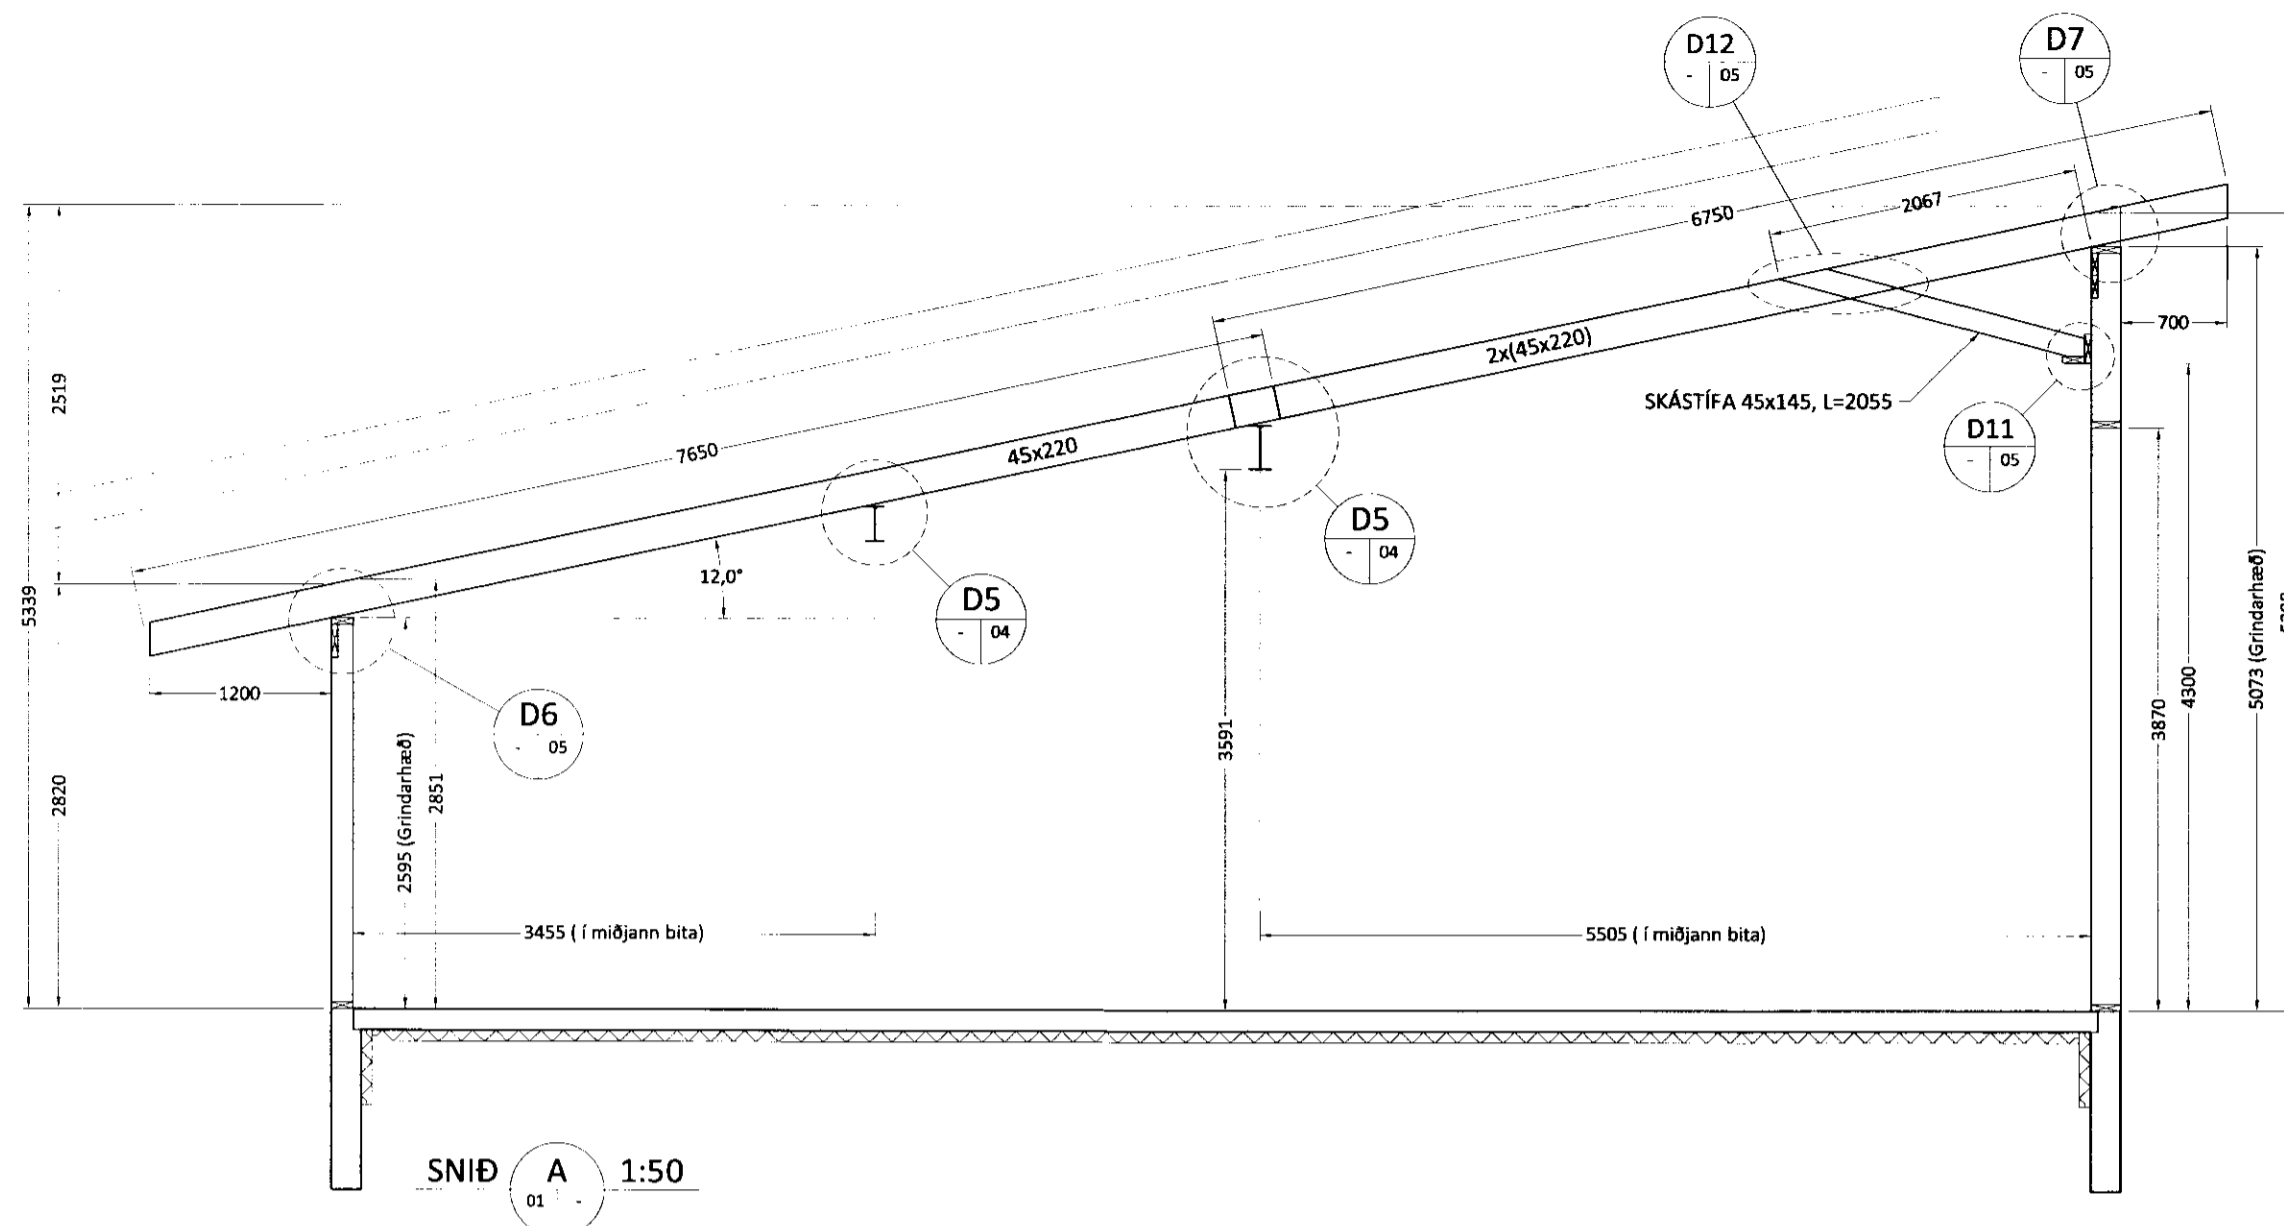 D12
- 05
D7
- 05
6750
2067
700
2x(45x220)
SKÁSTÍFA 45x145, L=2055
D11
- 05
7650
45x220
12,0°
D5
- 04
D5
- 04
2519
5339
2820
1200
D6
- 05
2595 (Grindarhæð)
2851
3591
3870
4300
5073 (Grindarhæð)
3455 ( í miðjann bita)
5505 ( í miðjann bita)
SNIÐ A 1:50
01 -